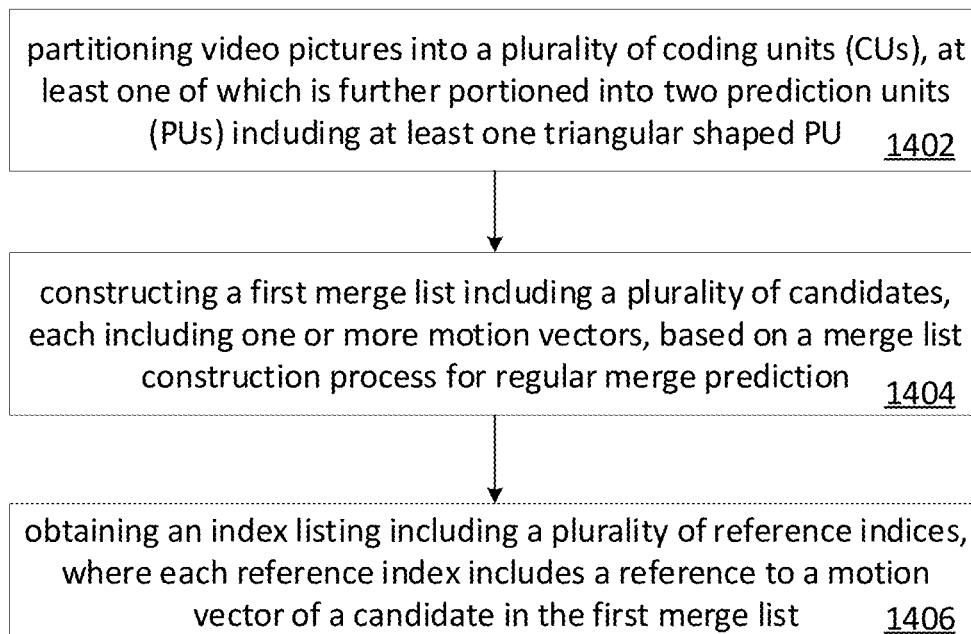 partitioning video pictures into a plurality of coding units (CUs), at
least one of which is further portioned into two prediction units
(PUs) including at least one triangular shaped PU 1402
constructing a first merge list including a plurality of candidates,
each including one or more motion vectors, based on a merge list
construction process for regular merge prediction
1404
obtaining an index listing including a plurality of reference indices,
where each reference index includes a reference to a motion
vector of a candidate in the first merge list 1406